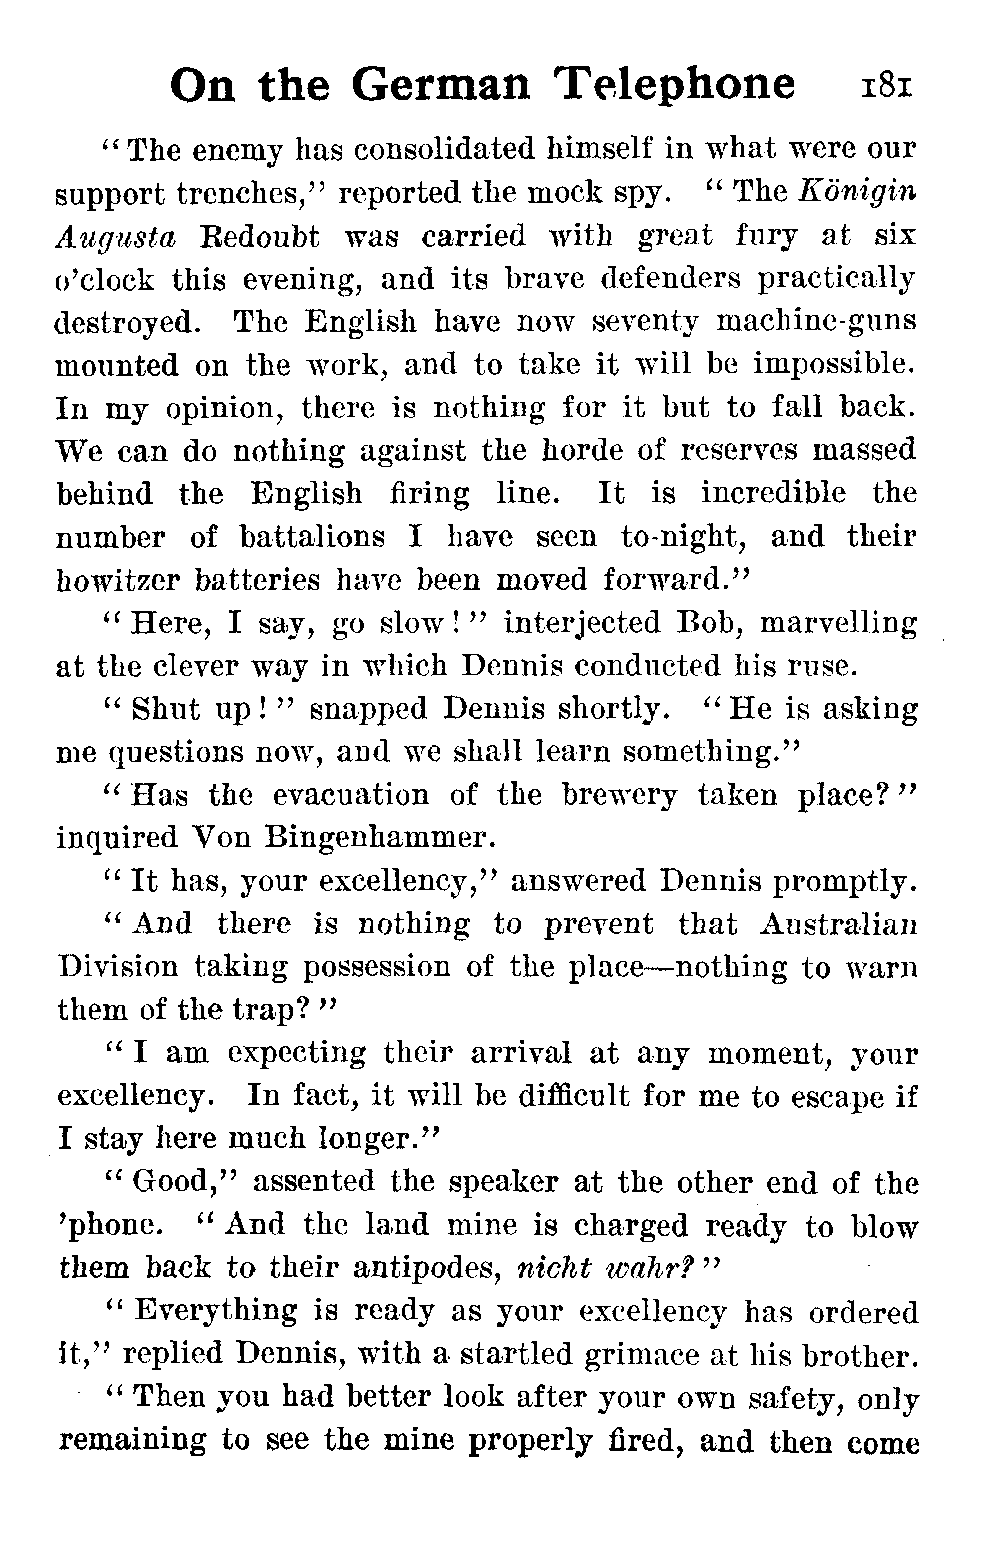 On the German Telephone 181
“The enemy has consolidated himself in what were our
support trenches,” reported the mock spy. “The Königin
Augusta Redoubt was carried with great fury at six
o’clock this evening, and its brave defenders practically
destroyed. The English have now seventy machine-guns
mounted on the work, and to take it will be impossible.
In my opinion, there is nothing for it but to fall back.
We can do nothing against the horde of reserves massed
behind the English firing line. It is incredible the
number of battalions I have seen to-night, and their
howitzer batteries have been moved forward.”
“Here, I say, go slow!” interjected Bob, marvelling
at the clever way in which Dennis conducted his ruse.
“Shut up!” snapped Dennis shortly. “He is asking
me questions now, and we shall learn something.”
“Has the evacuation of the brewery taken place?”
inquired Von Bingenhammer.
“It has, your excellency,” answered Dennis promptly.
“And there is nothing to prevent that Australian
Division taking possession of the place—nothing to warn
them of the trap?”
“I am expecting their arrival at any moment, your
excellency. In fact, it will be difficult for me to escape if
I stay here much longer.”
“Good,” assented the speaker at the other end of the
’phone. “And the land mine is charged ready to blow
them back to their antipodes, nicht wahr?”
“Everything is ready as your excellency has ordered
it,” replied Dennis, with a startled grimace at his brother.
“Then you had better look after your own safety, only
remaining to see the mine properly fired, and then come